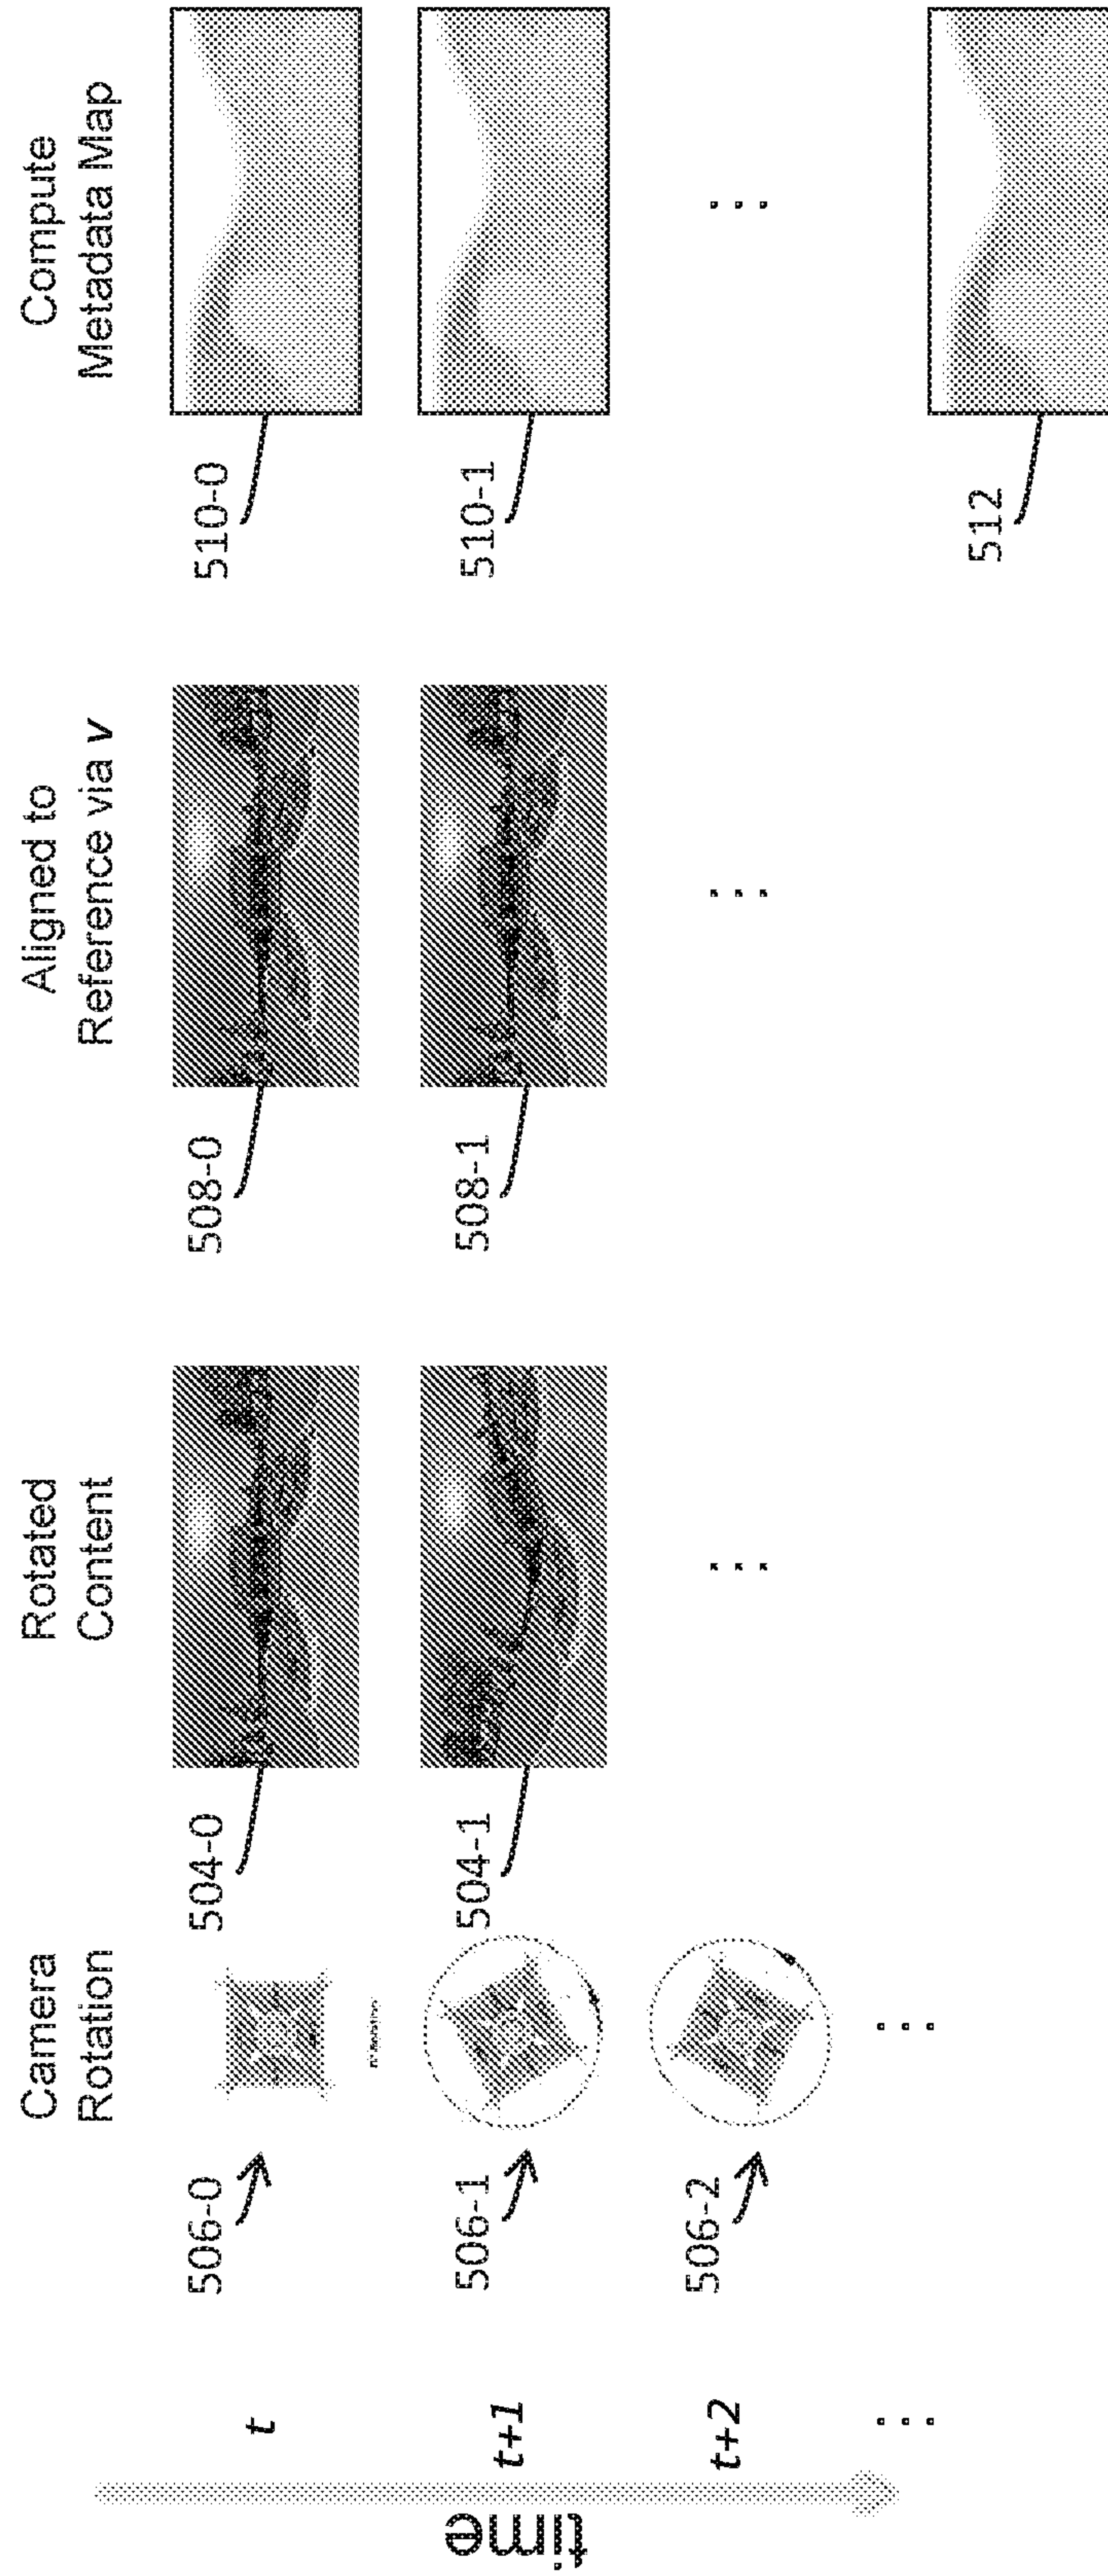 Camera
Rotation
Rotated
Content
Aligned to
Reference via v
Compute
Metadata Map
time
t
506-0
504-0
508-0
510-0
t+1
506-1
504-1
508-1
510-1
t+2
506-2
...
...
...
...
...
512